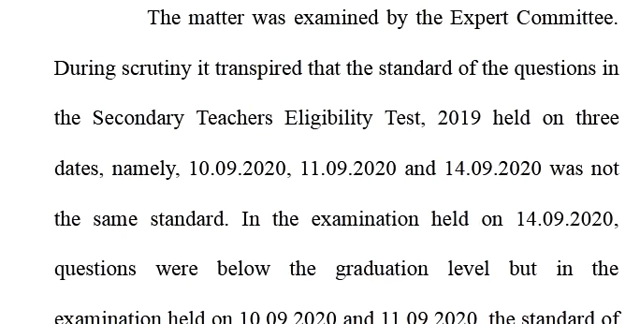 The matter was examined by the Expert Committee.
During scrutiny it transpired that the standard of the questions in
the Secondary Teachers Eligibility Test, 2019 held on three
dates, namely, 10.09.2020, 11.09.2020 and 14.09.2020 was not
the same standard. In the examination held on 14.09.2020,
questions were below the graduation level but in the
examination held on 10.09.2020 and 11.09.2020, the standard of